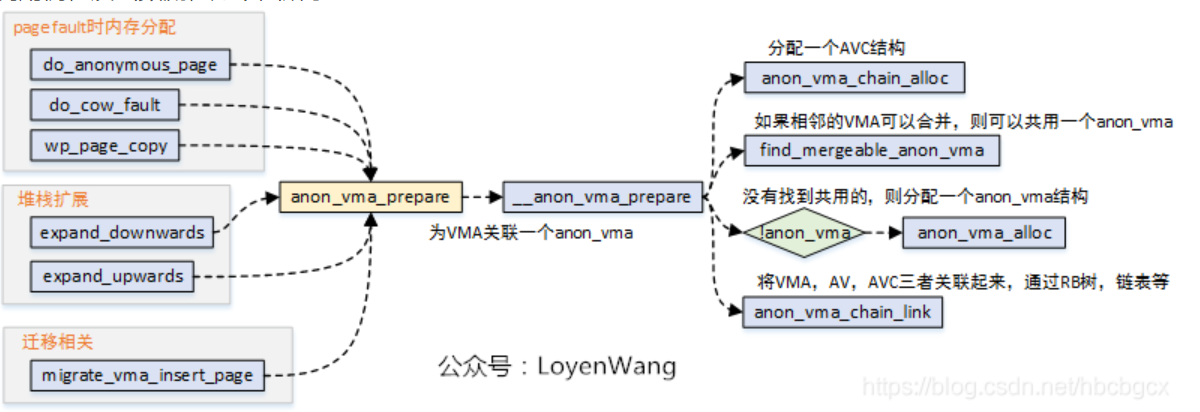 pagefault时内存分配
do_anonymous_page
do_cow_fault
wp_page_copy
堆栈扩展
expand_downwards
expand_upwards
迁移相关
migrate_vma_insert_page
anon_vma_prepare
__anon_vma_prepare
为VMA关联一个anon_vma
分配一个AVC结构
anon_vma_chain_alloc
如果相邻的VMA可以合并，则可以共用一个anon_vma
find_mergeable_anon_vma
没有找到共用的，则分配一个anon_vma结构
!anon_vma
anon_vma_alloc
将VMA，AV，AVC三者关联起来，通过RB树，链表等
anon_vma_chain_link
公众号：LoyenWang
https://blog.csdn.net/hbcbgcx